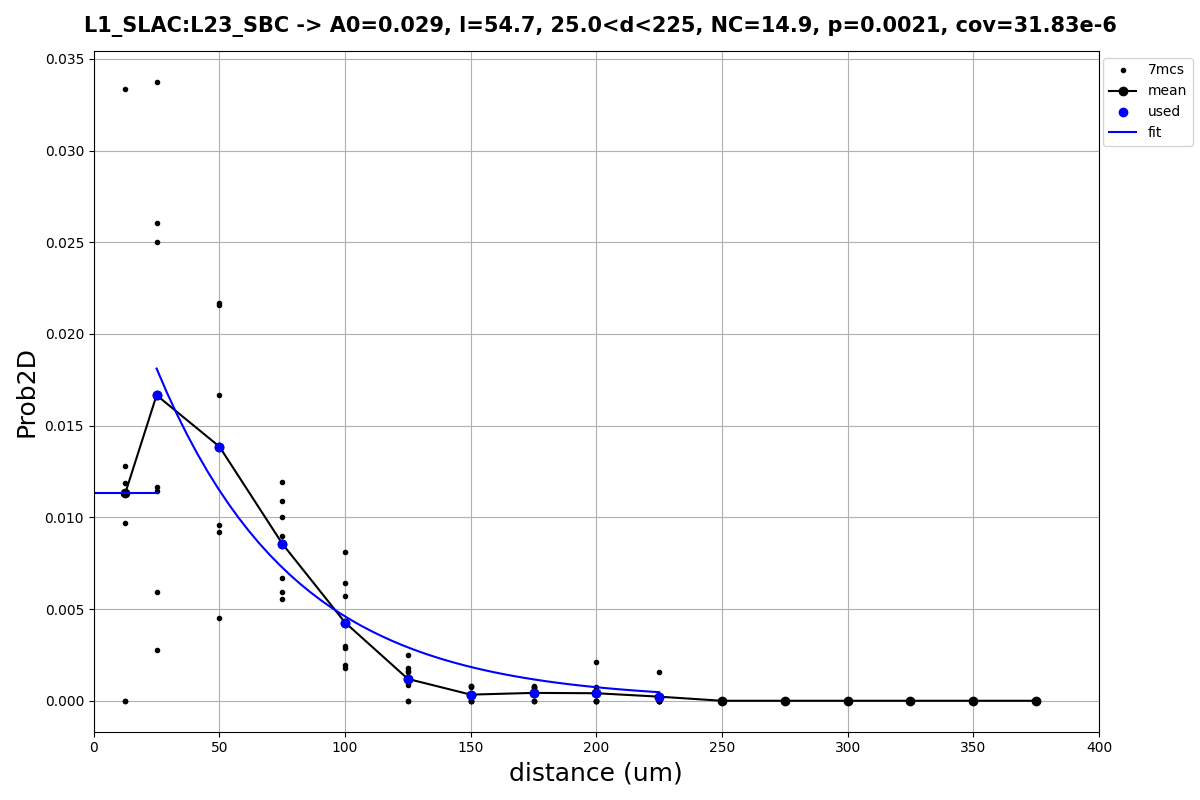 L1_SLAC:L23_SBC -> A0=0.029, l=54.7, 25.0<d<225, NC=14.9, p=0.0021, cov=31.83e-6
7mcs
mean
used
fit
0.035
0.030
0.025
0.020
0.015
0.010
0.005
0.000
Prob2D
0 50 100 150 200 250 300 350 400
distance (um)